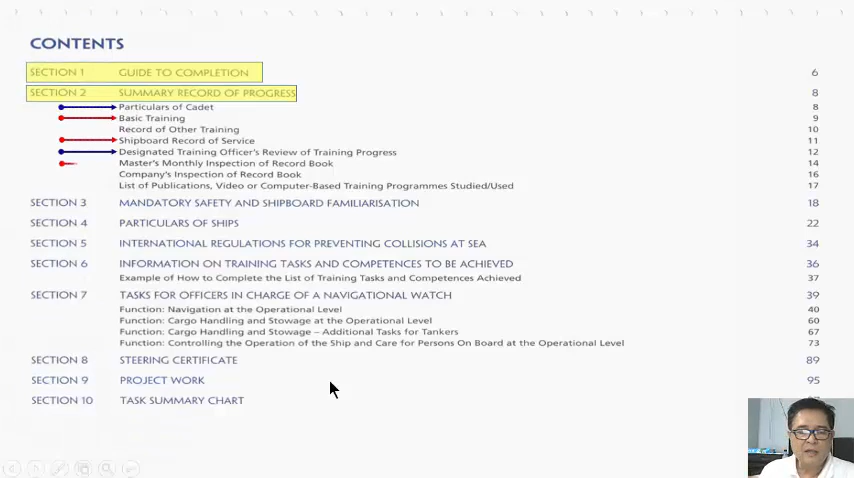 CONTENTS
SECTION 1 GUIDE TO COMPLETION 6
SECTION 2 SUMMARY RECORD OF PROGRESS 8
Particulars of Cadet 8
Basic Training 9
Record of Other Training 10
Shipboard Record of Service 11
Designated Training Officer's Review of Training Progress 12
Master's Monthly Inspection of Record Book 14
Company's Inspection of Record Book 16
List of Publications, Video or Computer-Based Training Programmes Studied/Used 17
SECTION 3 MANDATORY SAFETY AND SHIPBOARD FAMILIARISATION 18
SECTION 4 PARTICULARS OF SHIPS 22
SECTION 5 INTERNATIONAL REGULATIONS FOR PREVENTING COLLISIONS AT SEA 34
SECTION 6 INFORMATION ON TRAINING TASKS AND COMPETENCES TO BE ACHIEVED 36
Example of How to Complete the List of Training Tasks and Competences Achieved 37
SECTION 7 TASKS FOR OFFICERS IN CHARGE OF A NAVIGATIONAL WATCH 39
Function: Navigation at the Operational Level 40
Function: Cargo Handling and Stowage at the Operational Level 60
Function: Cargo Handling and Stowage – Additional Tasks for Tankers 67
Function: Controlling the Operation of the Ship and Care for Persons On Board at the Operational Level 73
SECTION 8 STEERING CERTIFICATE 89
SECTION 9 PROJECT WORK 95
SECTION 10 TASK SUMMARY CHART